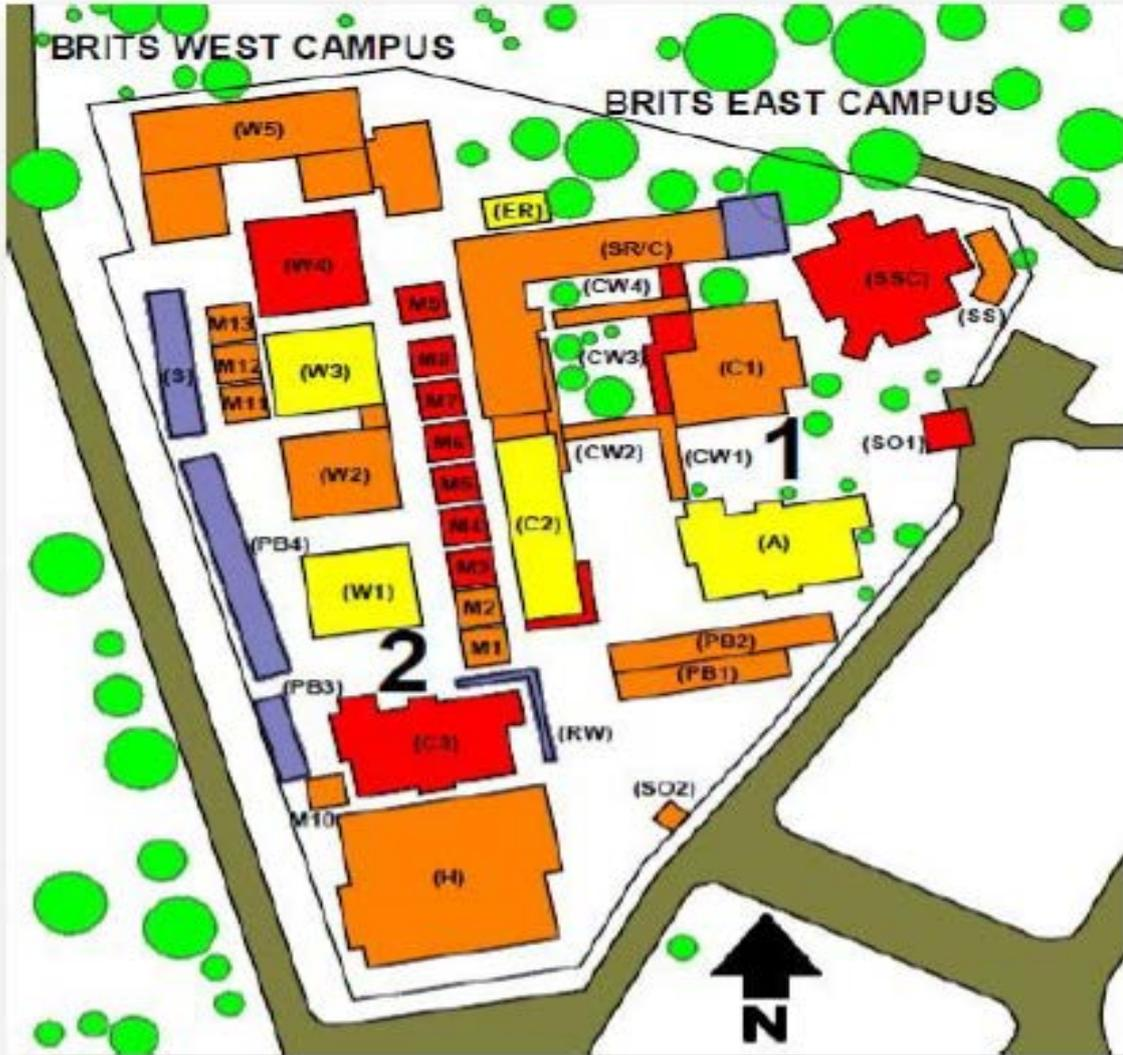 BRITS WEST CAMPUS
BRITS EAST CAMPUS
(W5)
(ER)
(SR/C)
(W4)
(CW4)
(SSC)
M9
(SS)
M13
(S)
M12
(W3)
M8
(CW3)
(C1)
M11
M7
1
(SO1)
M6
(CW2)
(CW1)
(W2)
M5
(C2)
M4
(A)
(PB4)
M3
(W1)
M2
M1
(PB2)
(PB1)
2
(PB3)
(C3)
(RW)
(SO2)
M10
(H)
N